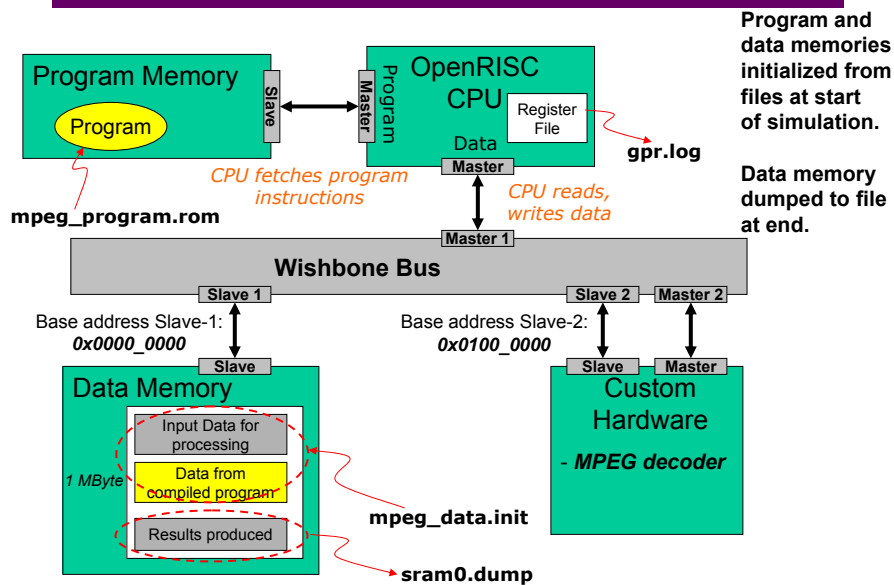 Program and
data memories
initialized from
files at start
of simulation.
Data memory
dumped to file
at end.
Program Memory
Program
Slave
Master
Program
OpenRISC
CPU
Register
File
Data
Master
gpr.log
CPU fetches program
instructions
CPU reads,
writes data
mpeg_program.rom
Master 1
Wishbone Bus
Slave 1
Slave 2
Master 2
Base address Slave-1:
0x0000_0000
Base address Slave-2:
0x0100_0000
Slave
Data Memory
Input Data for
processing
1 MByte
Data from
compiled program
Results produced
mpeg_data.init
sram0.dump
Slave
Master
Custom
Hardware
- MPEG decoder